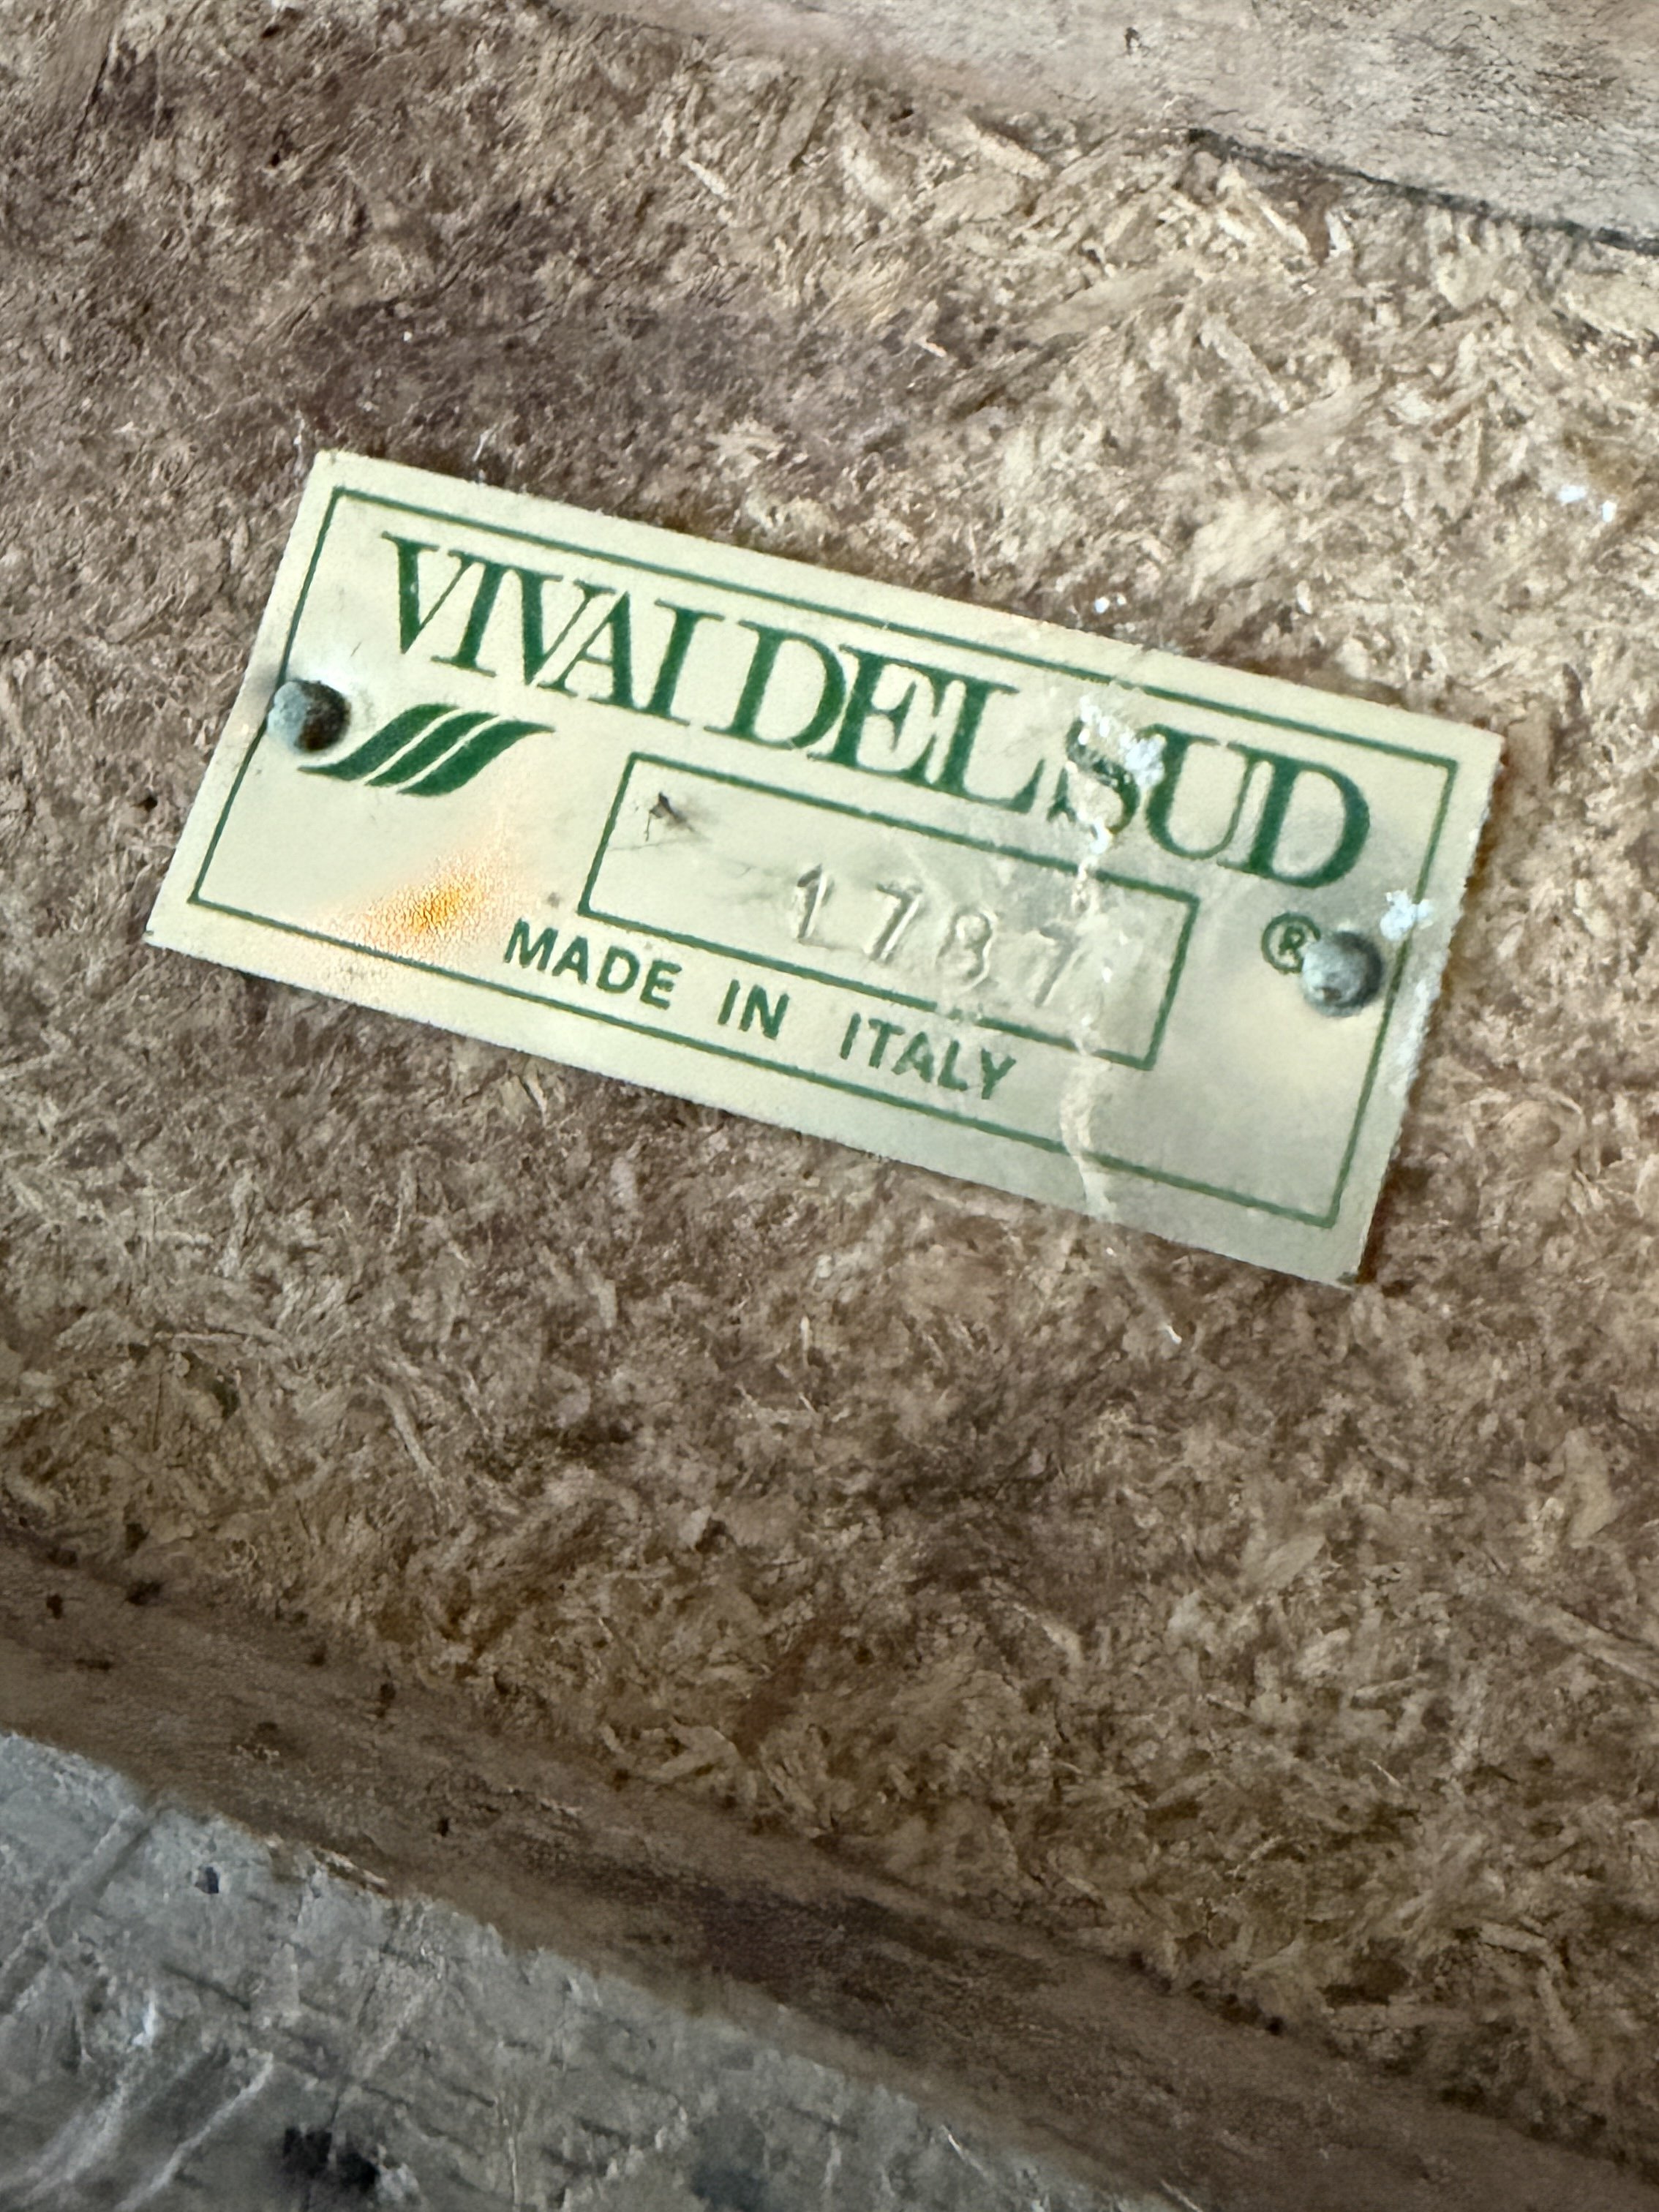 VIVAI DEL SUD
1787
®
MADE IN ITALY